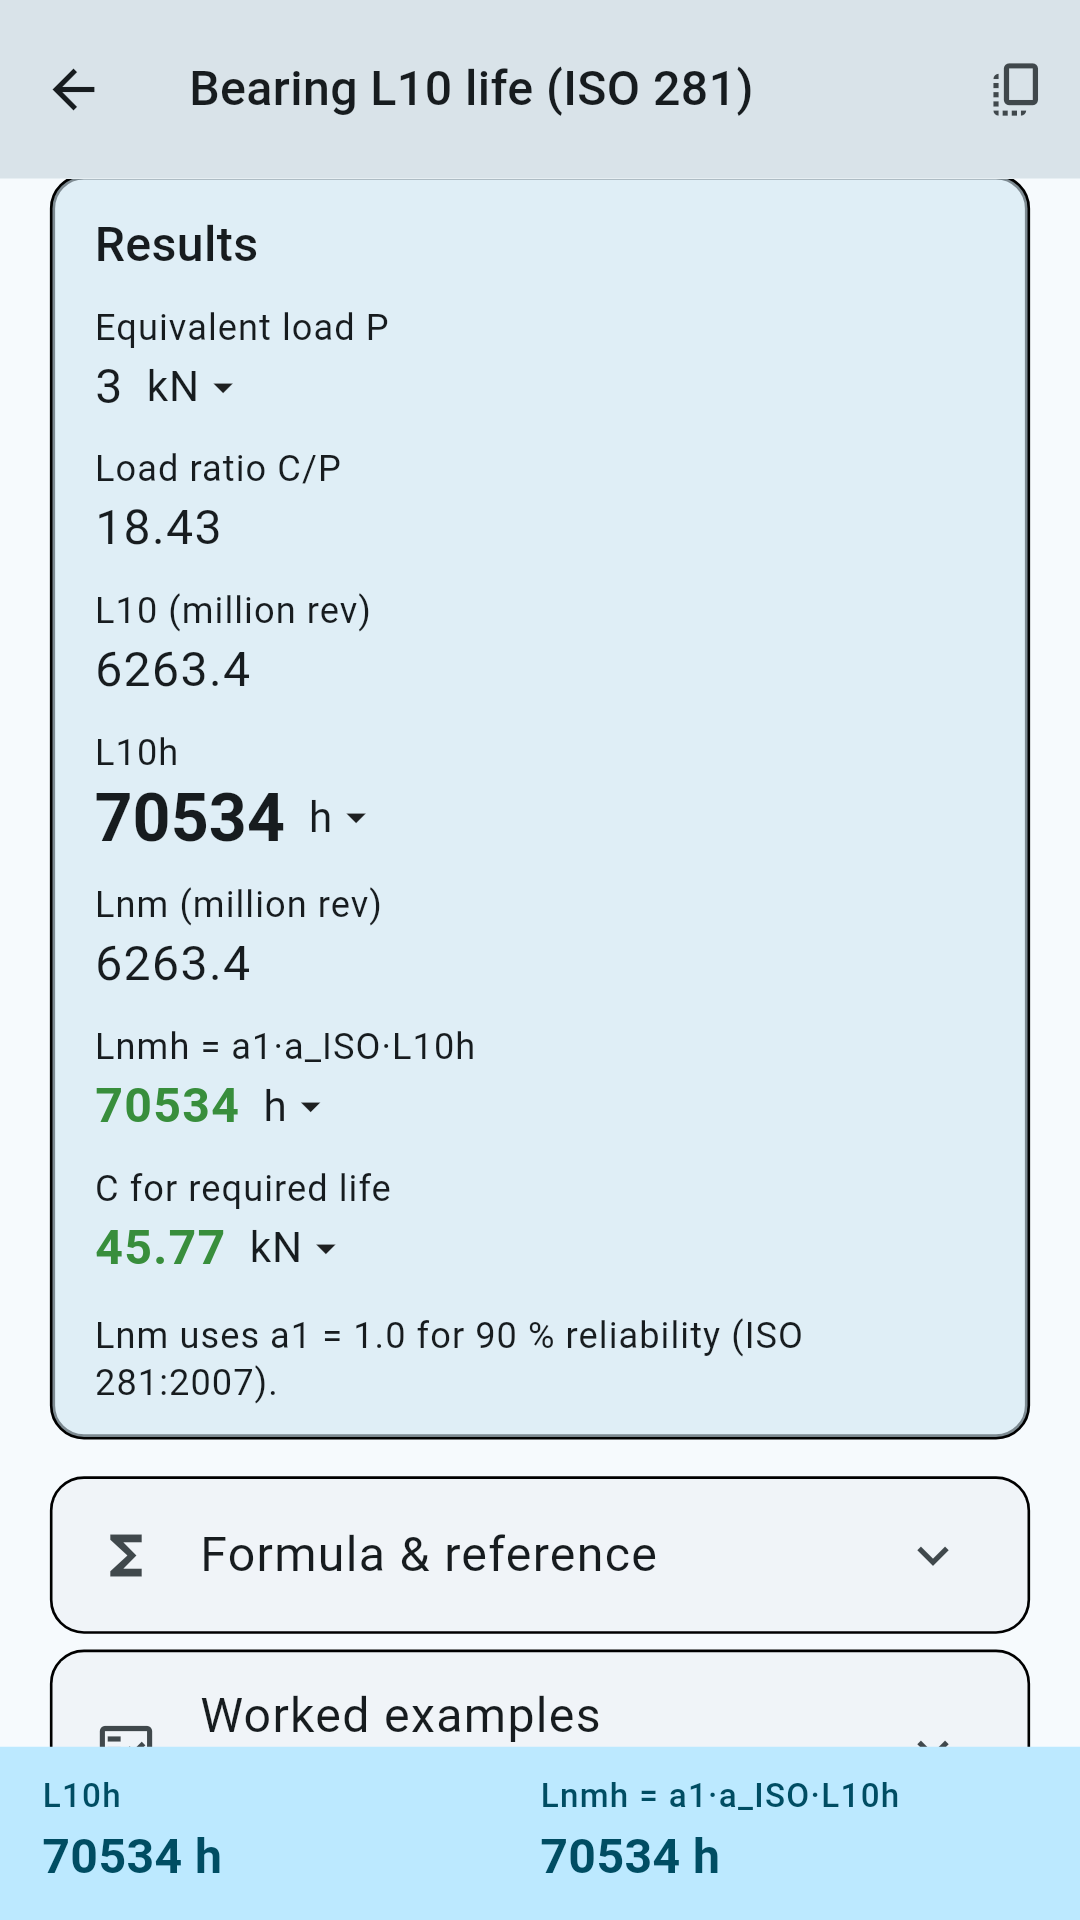 Bearing L10 life (ISO 281)
Results
Equivalent load P
3 kN
Load ratio C/P
18.43
L10 (million rev)
6263.4
L10h
70534 h
Lnm (million rev)
6263.4
Lnmh = a1·a_ISO·L10h
70534 h
C for required life
45.77 kN
Lnm uses a1 = 1.0 for 90 % reliability (ISO
281:2007).
Formula & reference
Worked examples
L10h
70534 h
Lnmh = a1·a_ISO·L10h
70534 h